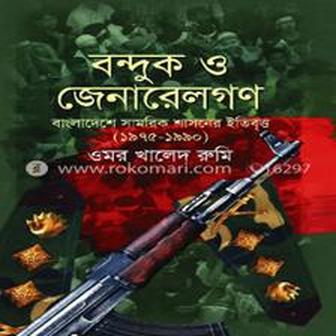 বন্দুক ও
জেনারেলগণ
বাংলাদেশে সামরিক শাসনের ইতিবৃত্ত
(১৯৭৫-১৯৯০)
ওমর খালেদ রুমি
www.rokomari.com 16297